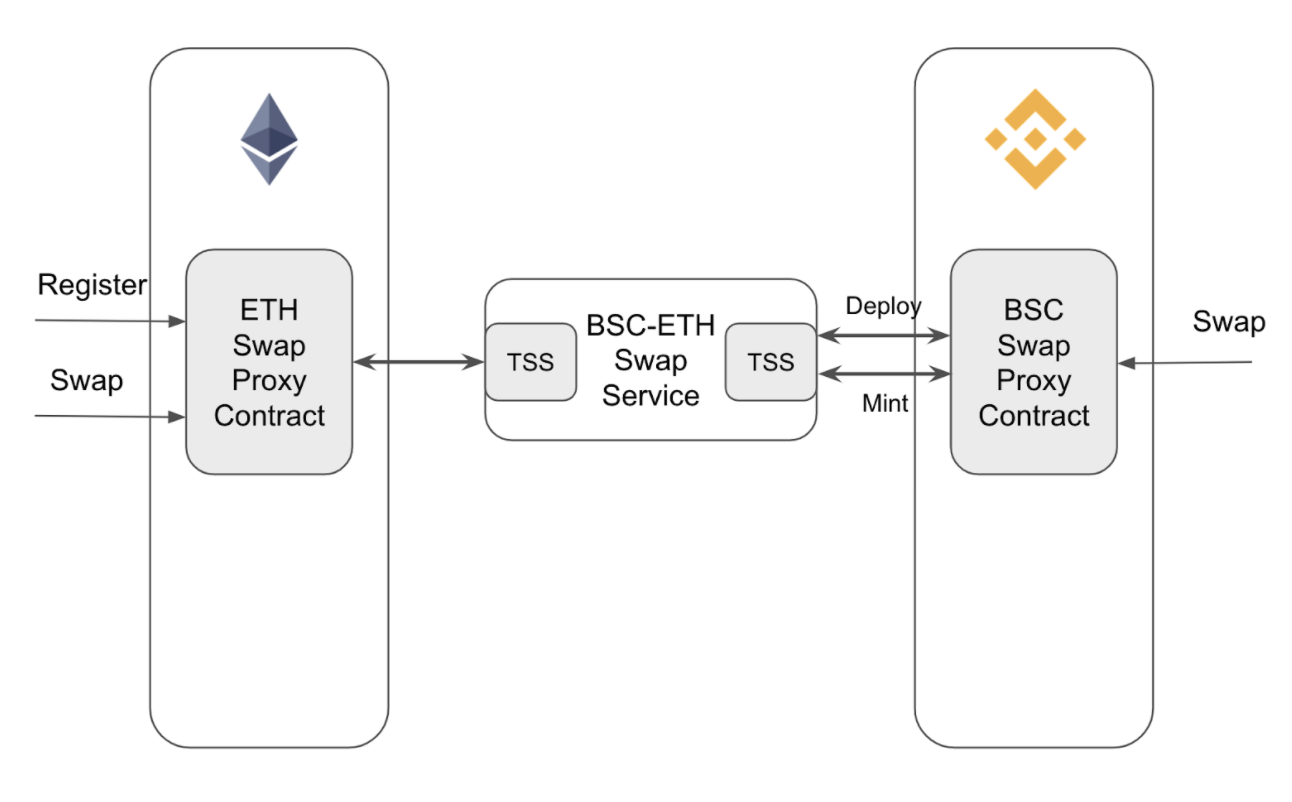 Register
Swap
ETH
Swap
Proxy
Contract
TSS
BSC-ETH
Swap
Service
TSS
Deploy
Mint
BSC
Swap
Proxy
Contract
Swap